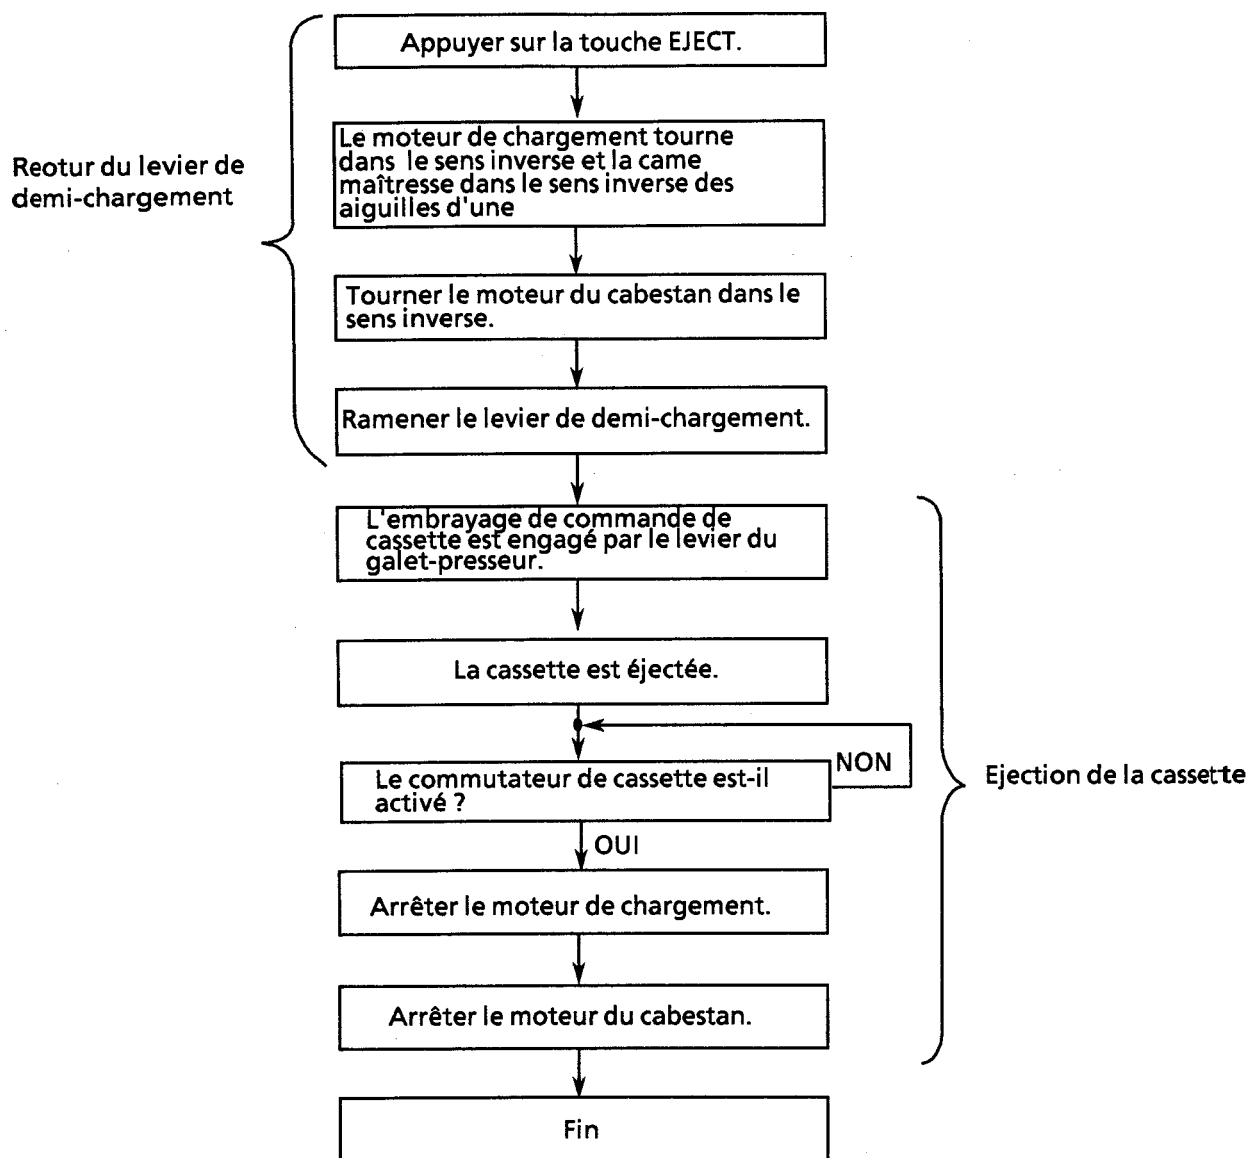 Appuyer sur la touche EJECT.
Le moteur de chargement tourne
dans le sens inverse et la came
maîtresse dans le sens inverse des
aiguilles d'une
Reotur du levier de
demi-chargement
Tourner le moteur du cabestan dans le
sens inverse.
Ramener le levier de demi-chargement.
L'embrayage de commande de
cassette est engagé par le levier du
galet-presseur.
La cassette est éjectée.
NON
Le commutateur de cassette est-il
activé ?
Ejection de la cassette
OUI
Arrêter le moteur de chargement.
Arrêter le moteur du cabestan.
Fin